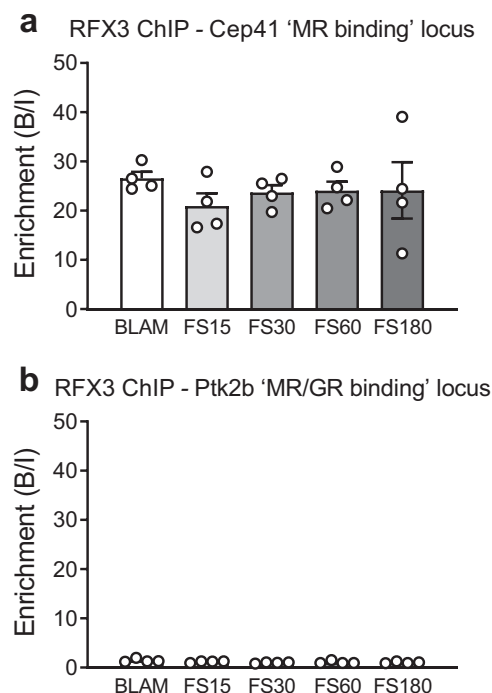 a RFX3 ChIP - Cep41 ‘MR binding’ locus
Enrichment (B/I)
50
40
30
20
10
0
BLAM FS15 FS30 FS60 FS180
b RFX3 ChIP - Ptk2b ‘MR/GR binding’ locus
Enrichment (B/I)
50
40
30
20
10
0
BLAM FS15 FS30 FS60 FS180